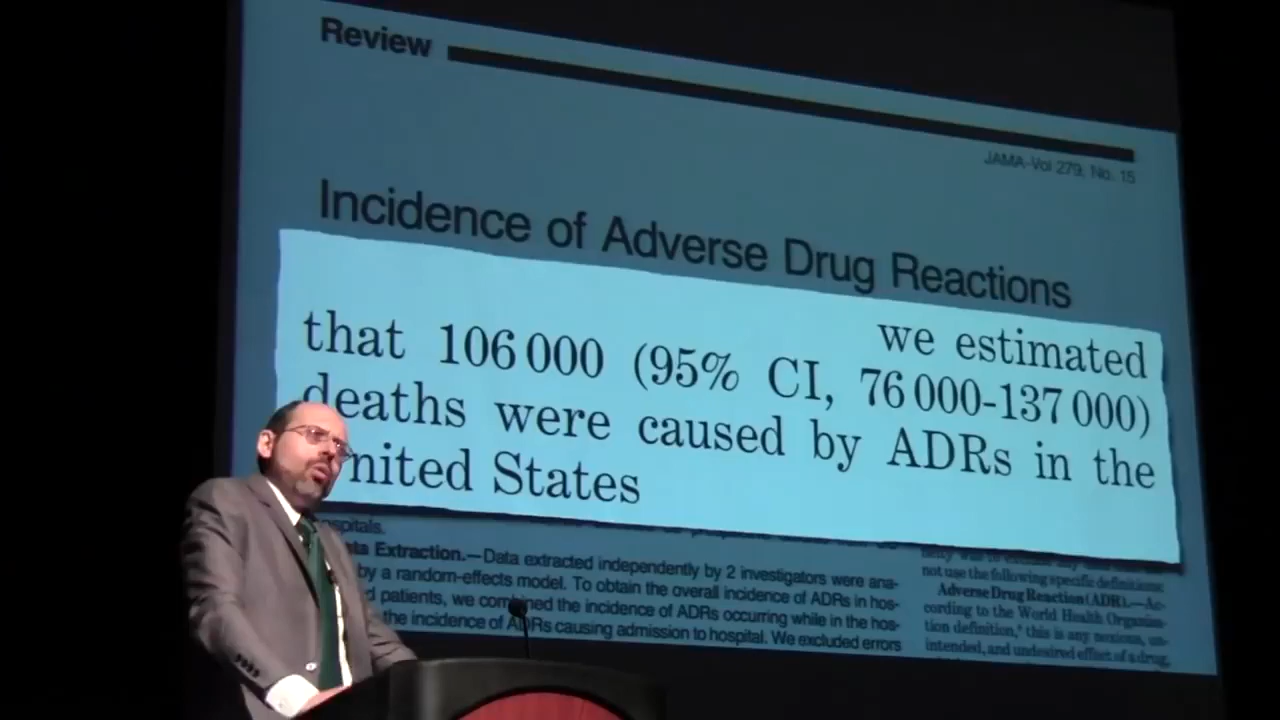 Review
JAMA-Vol 279, No. 15
Incidence of Adverse Drug Reactions
we estimated
that 106 000 (95% CI, 76 000-137 000)
deaths were caused by ADRs in the
nited States
ospitals.
ta Extraction.—Data extracted independently by 2 investigators were ana-
by a random-effects model. To obtain the overall incidence of ADRs in hos-
d patients, we combined the incidence of ADRs occurring while in the hos-
the incidence of ADRs causing admission to hospital. We excluded errors
not use the following specific definitions:
Adverse Drug Reaction (ADR).—Ac-
cording to the World Health Organiza-
tion definition, this is any noxious, un-
intended, and undesired effect of a drug,